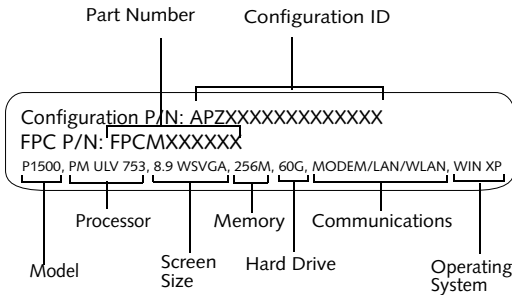 Part Number
Configuration ID
Configuration P/N: APZXXXXXXXXXXXXX
FPC P/N: FPCMXXXXXX
P1500, PM ULV 753, 8.9 WSVGA, 256M, 60G, MODEM/LAN/WLAN, WIN XP
Processor
Memory
Communications
Model
Screen
Size
Hard Drive
Operating
System